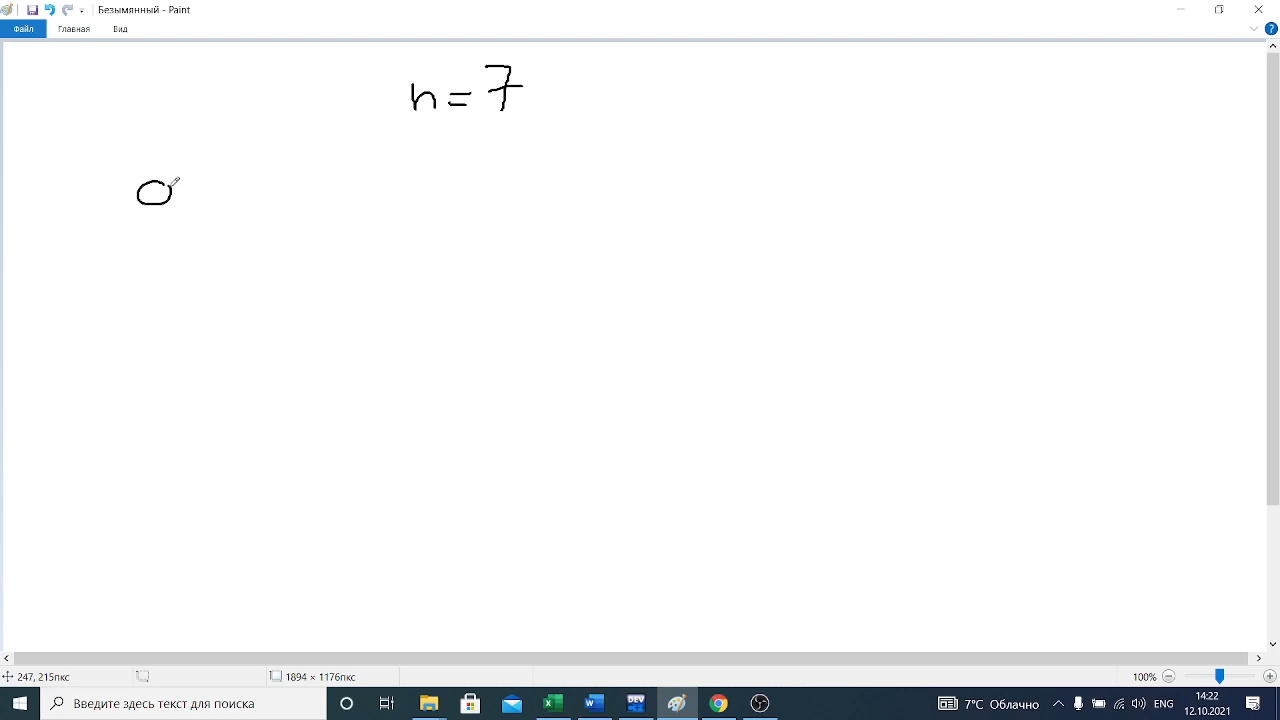 Безымянный - Paint
Файл Главная Вид
n = 7
247, 215пкс 1894 × 1176пкс 100%
Введите здесь текст для поиска DEV 7°C Облачно ENG 14:22
12.10.2021